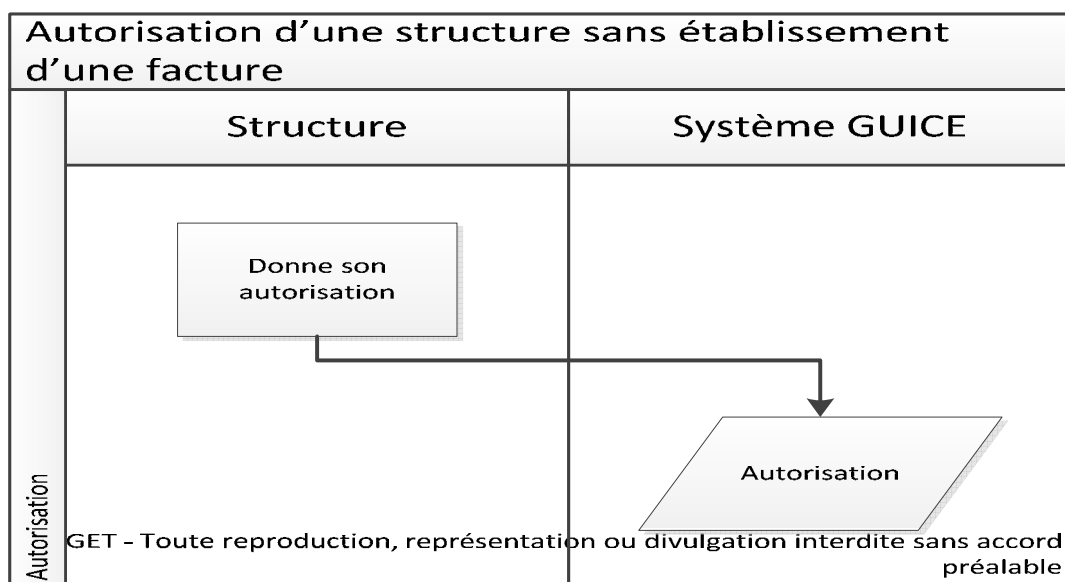 Autorisation d’une structure sans établissement
d’une facture
Structure
Système GUICE
Donne son
autorisation
Autorisation
Autorisation
GET - Toute reproduction, représentation ou divulgation interdite sans accord
préalable